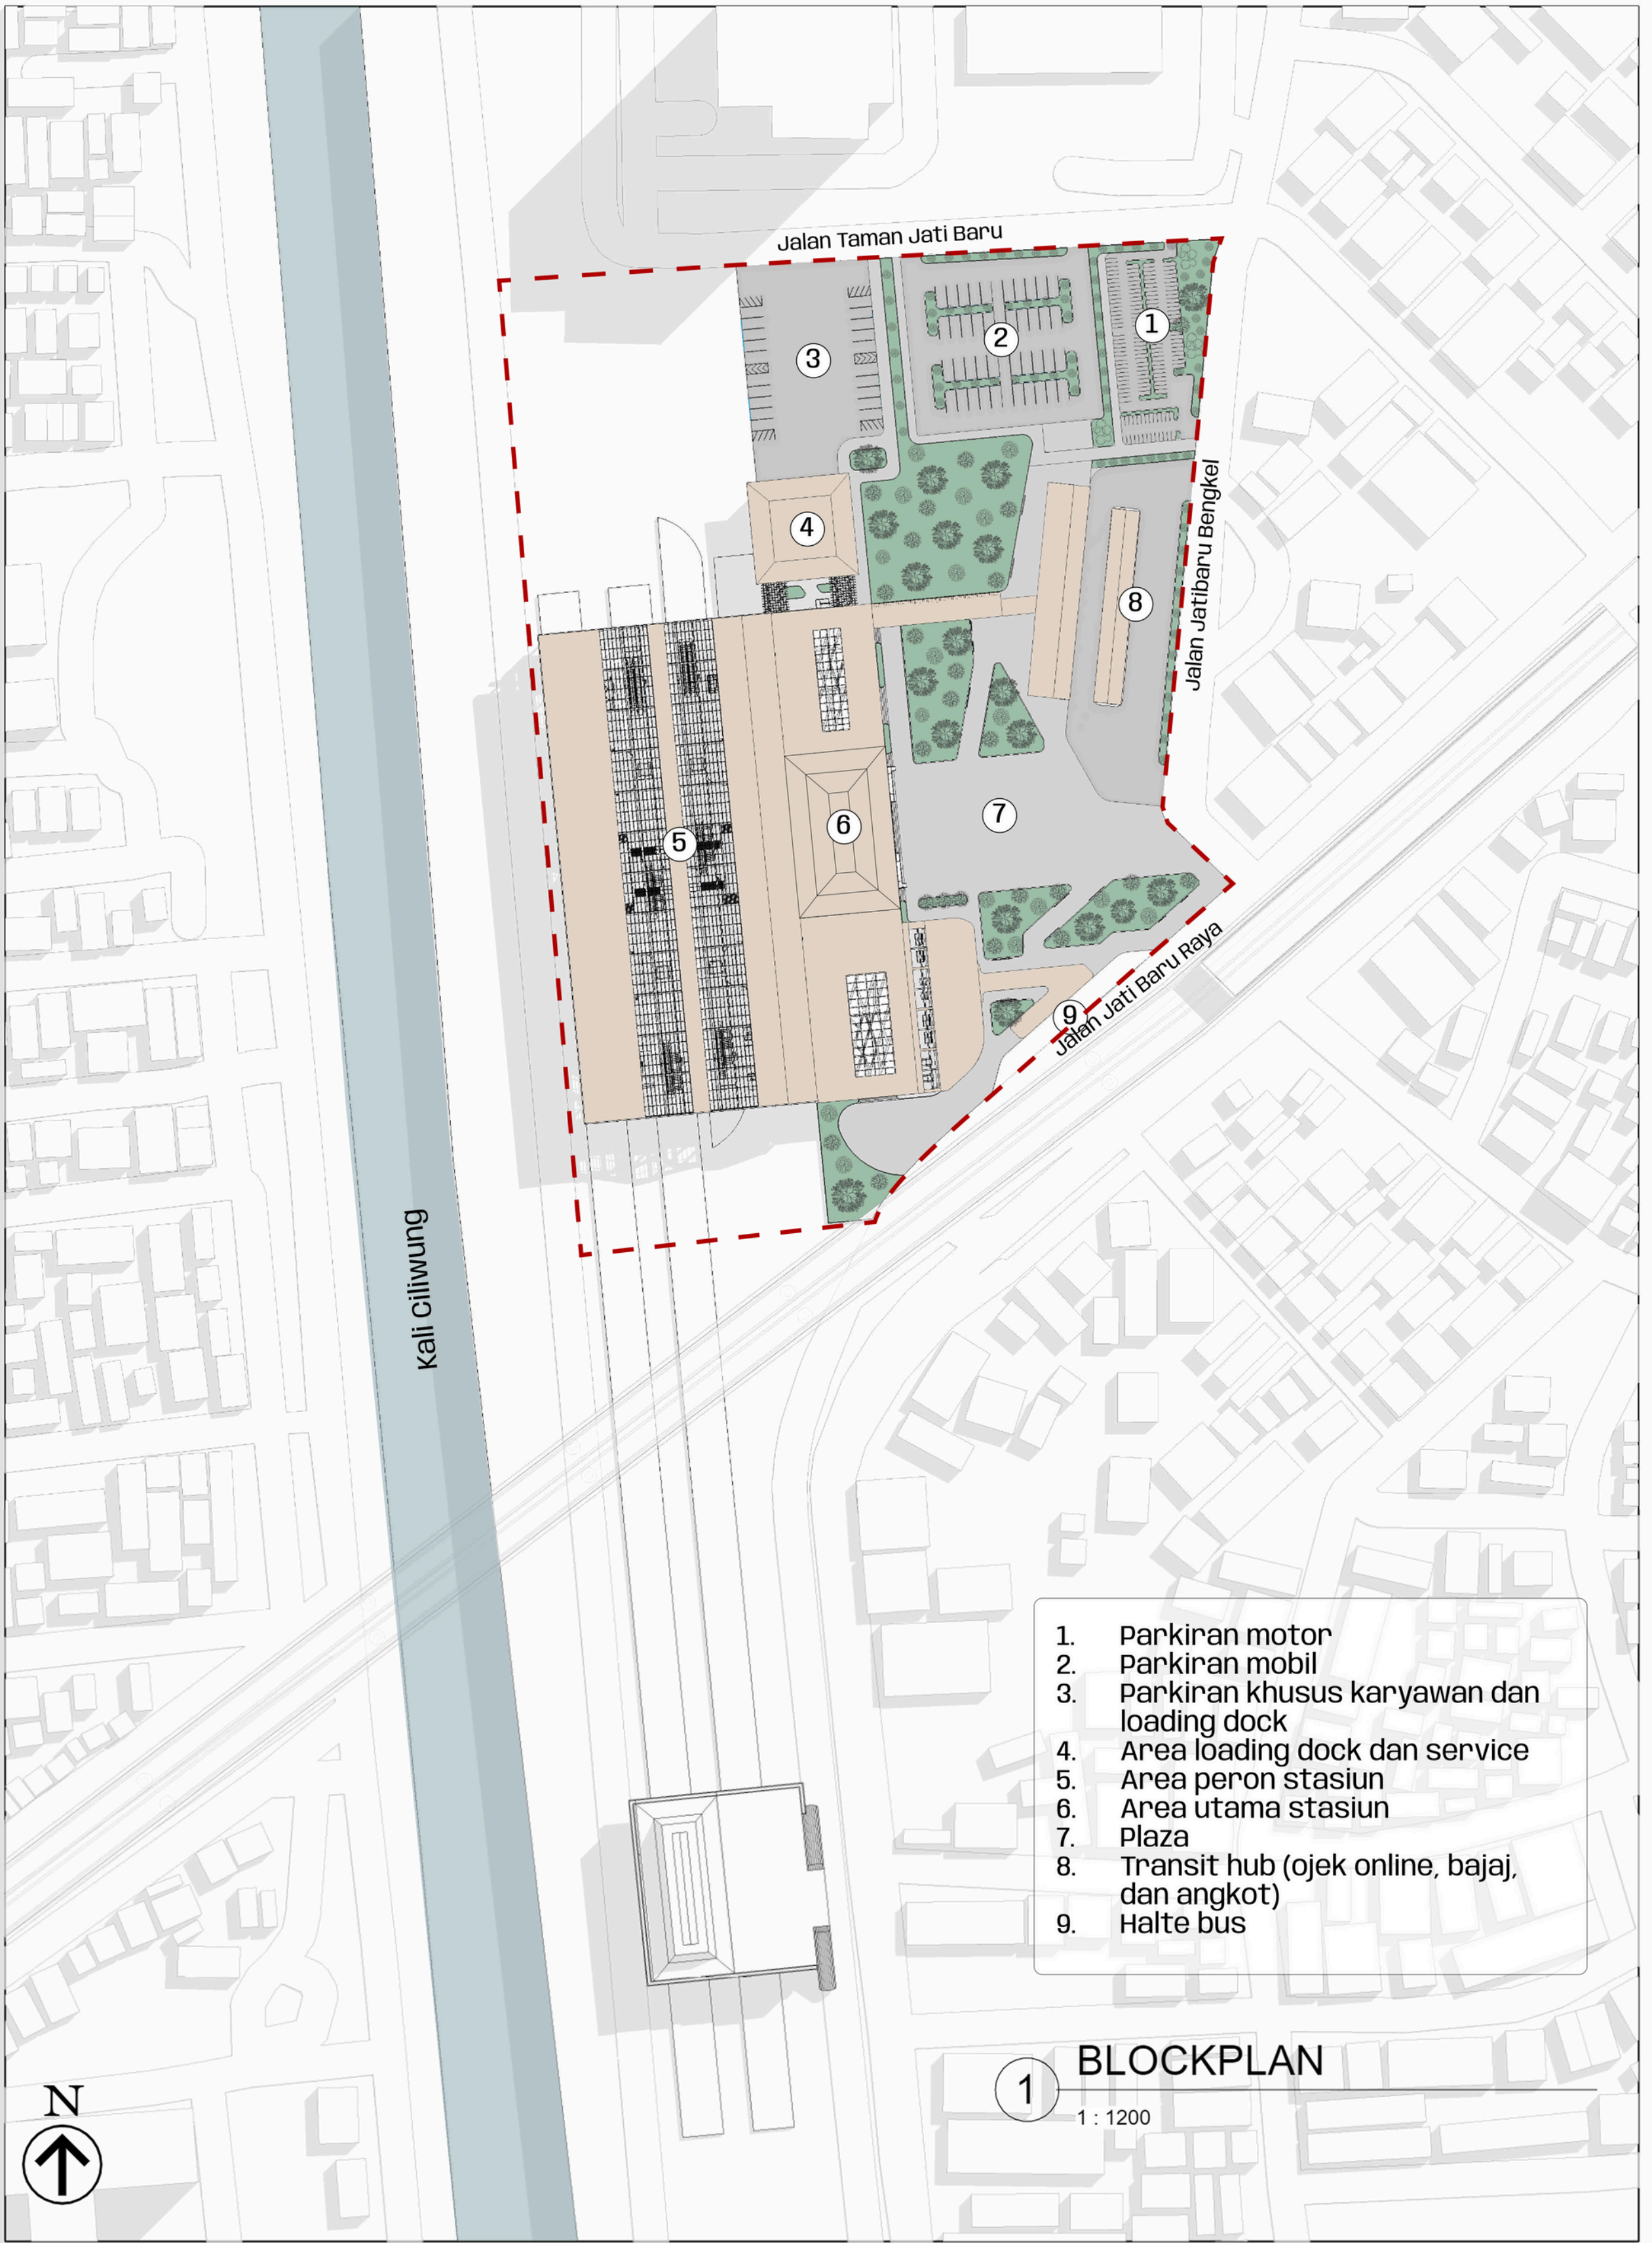 Jalan Taman Jati Baru
1
2
3
4
8
Jalan Jatibaru Bengkel
7
6
5
Jalan Jati Baru Raya
9
Kali Ciliwung
1. Parkiran motor
2. Parkiran mobil
3. Parkiran khusus karyawan dan
loading dock
4. Area loading dock dan service
5. Area peron stasiun
6. Area utama stasiun
7. Plaza
8. Transit hub (ojek online, bajaj,
dan angkot)
9. Halte bus
1 BLOCKPLAN
1 : 1200
N